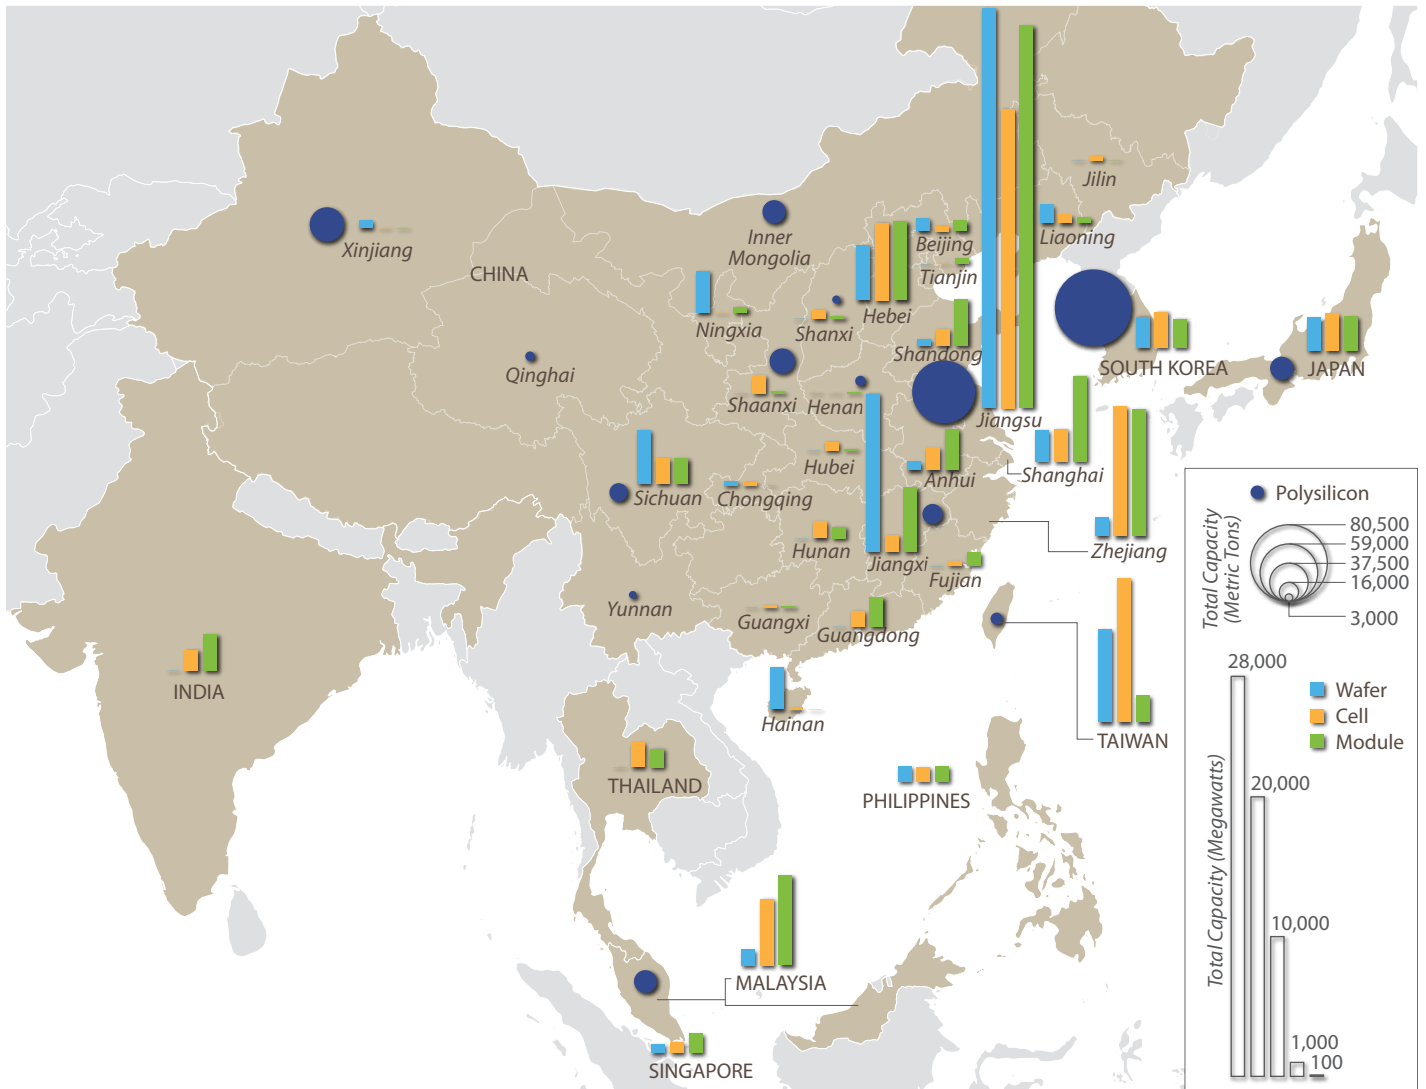 Jilin
Xinjiang
Inner
Mongolia
Beijing
Liaoning
CHINA
Tianjin
Ningxia
Shanxi
Hebei
Shandong
SOUTH KOREA
JAPAN
Qinghai
Shaanxi
Henan
Jiangsu
Hubei
Anhui
Shanghai
Sichuan
Chongqing
Hunan
Jiangxi
Fujian
Zhejiang
Yunnan
Guangxi
Guangdong
INDIA
Hainan
TAIWAN
THAILAND
PHILIPPINES
MALAYSIA
SINGAPORE
Polysilicon
Total Capacity
(Metric Tons)
80,500
59,000
37,500
16,000
3,000
Total Capacity (Megawatts)
28,000
20,000
10,000
1,000
100
Wafer
Cell
Module